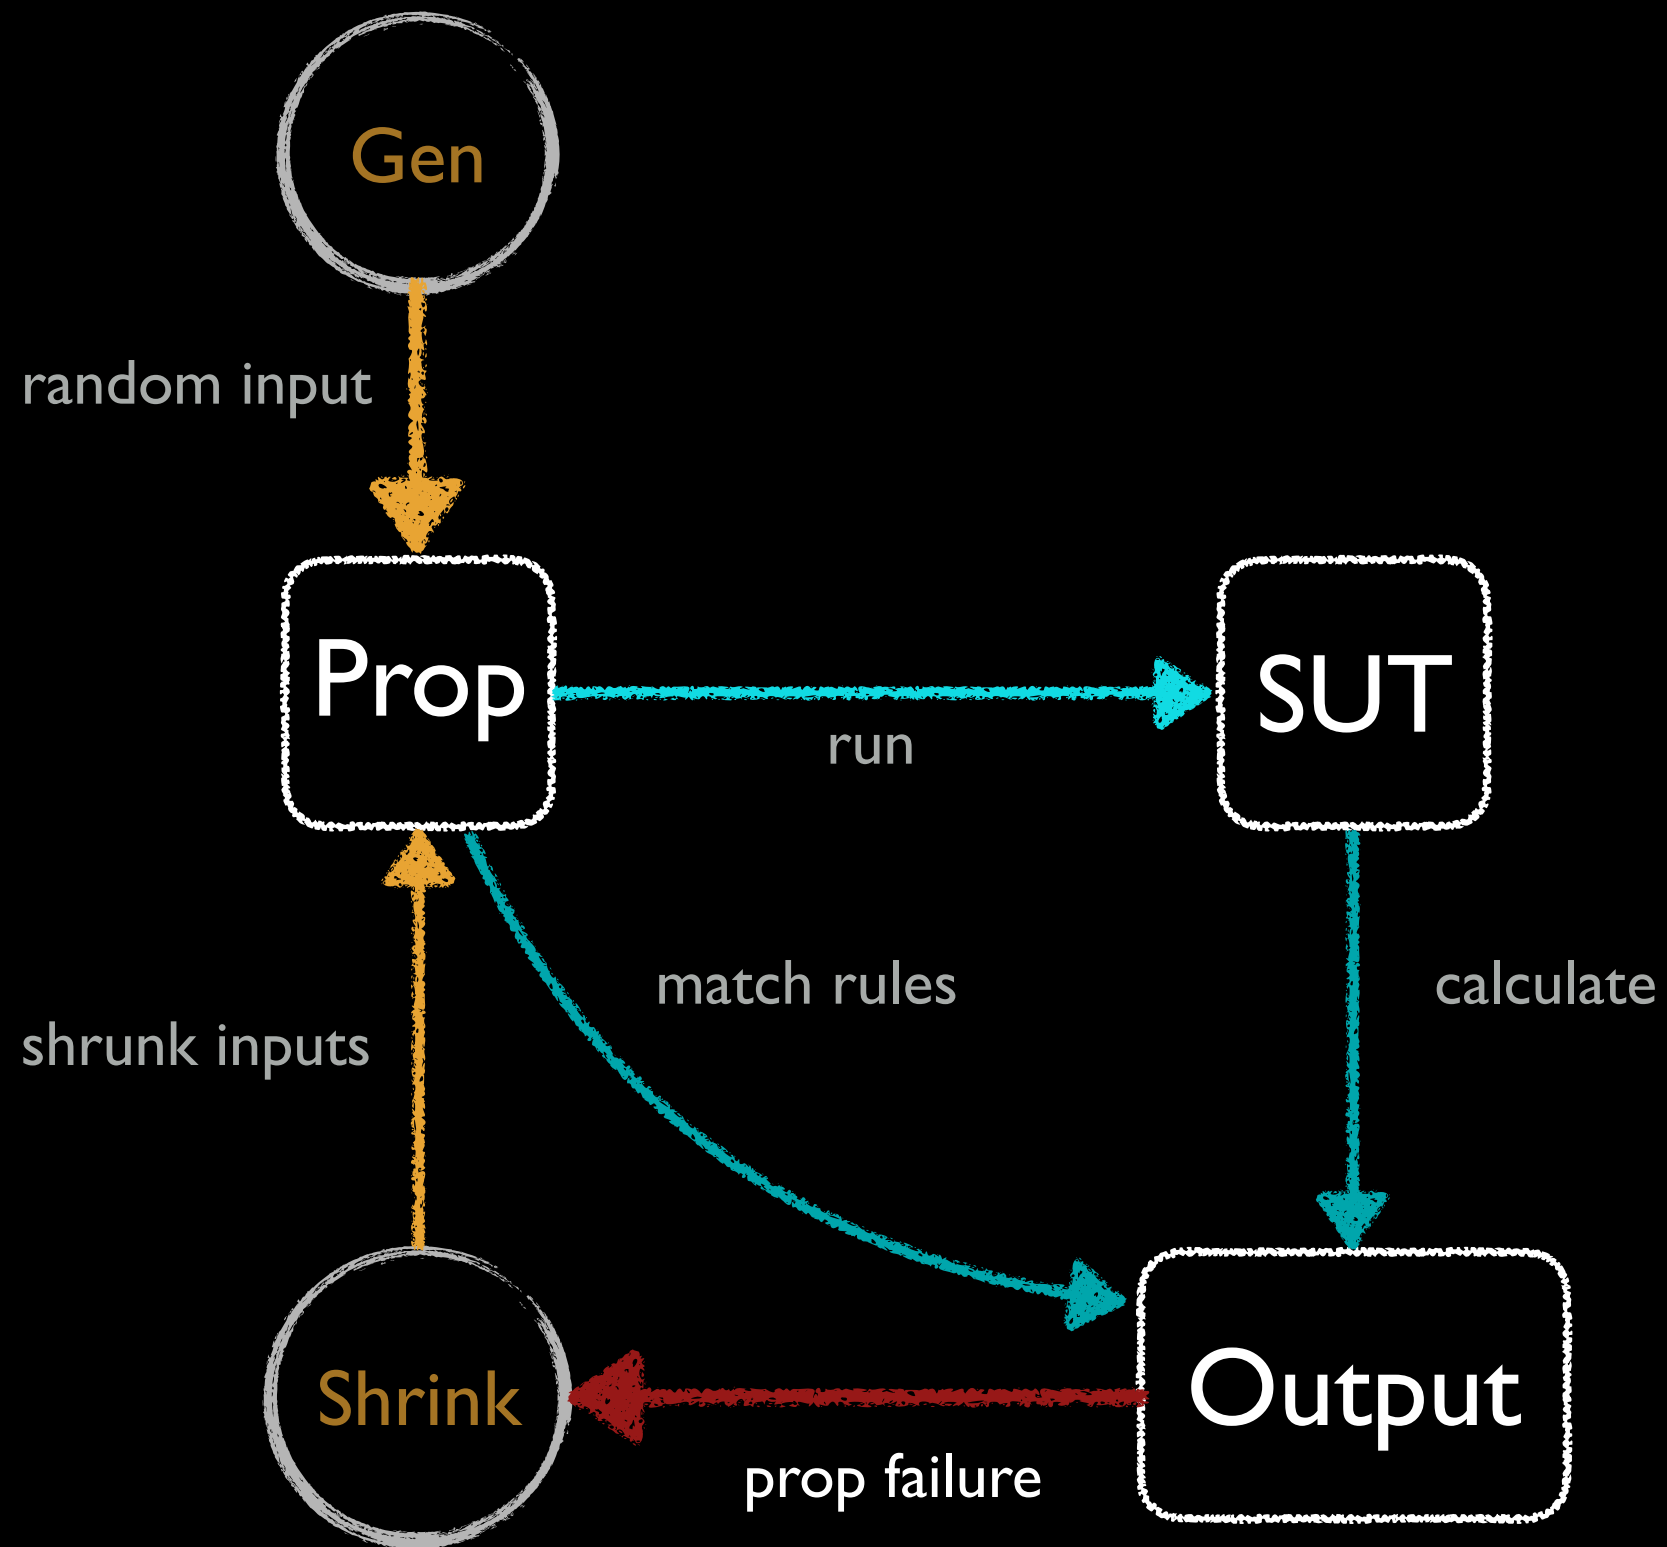 Gen
random input
Prop
SUT
run
match rules
calculate
shrunk inputs
Shrink
Output
prop failure